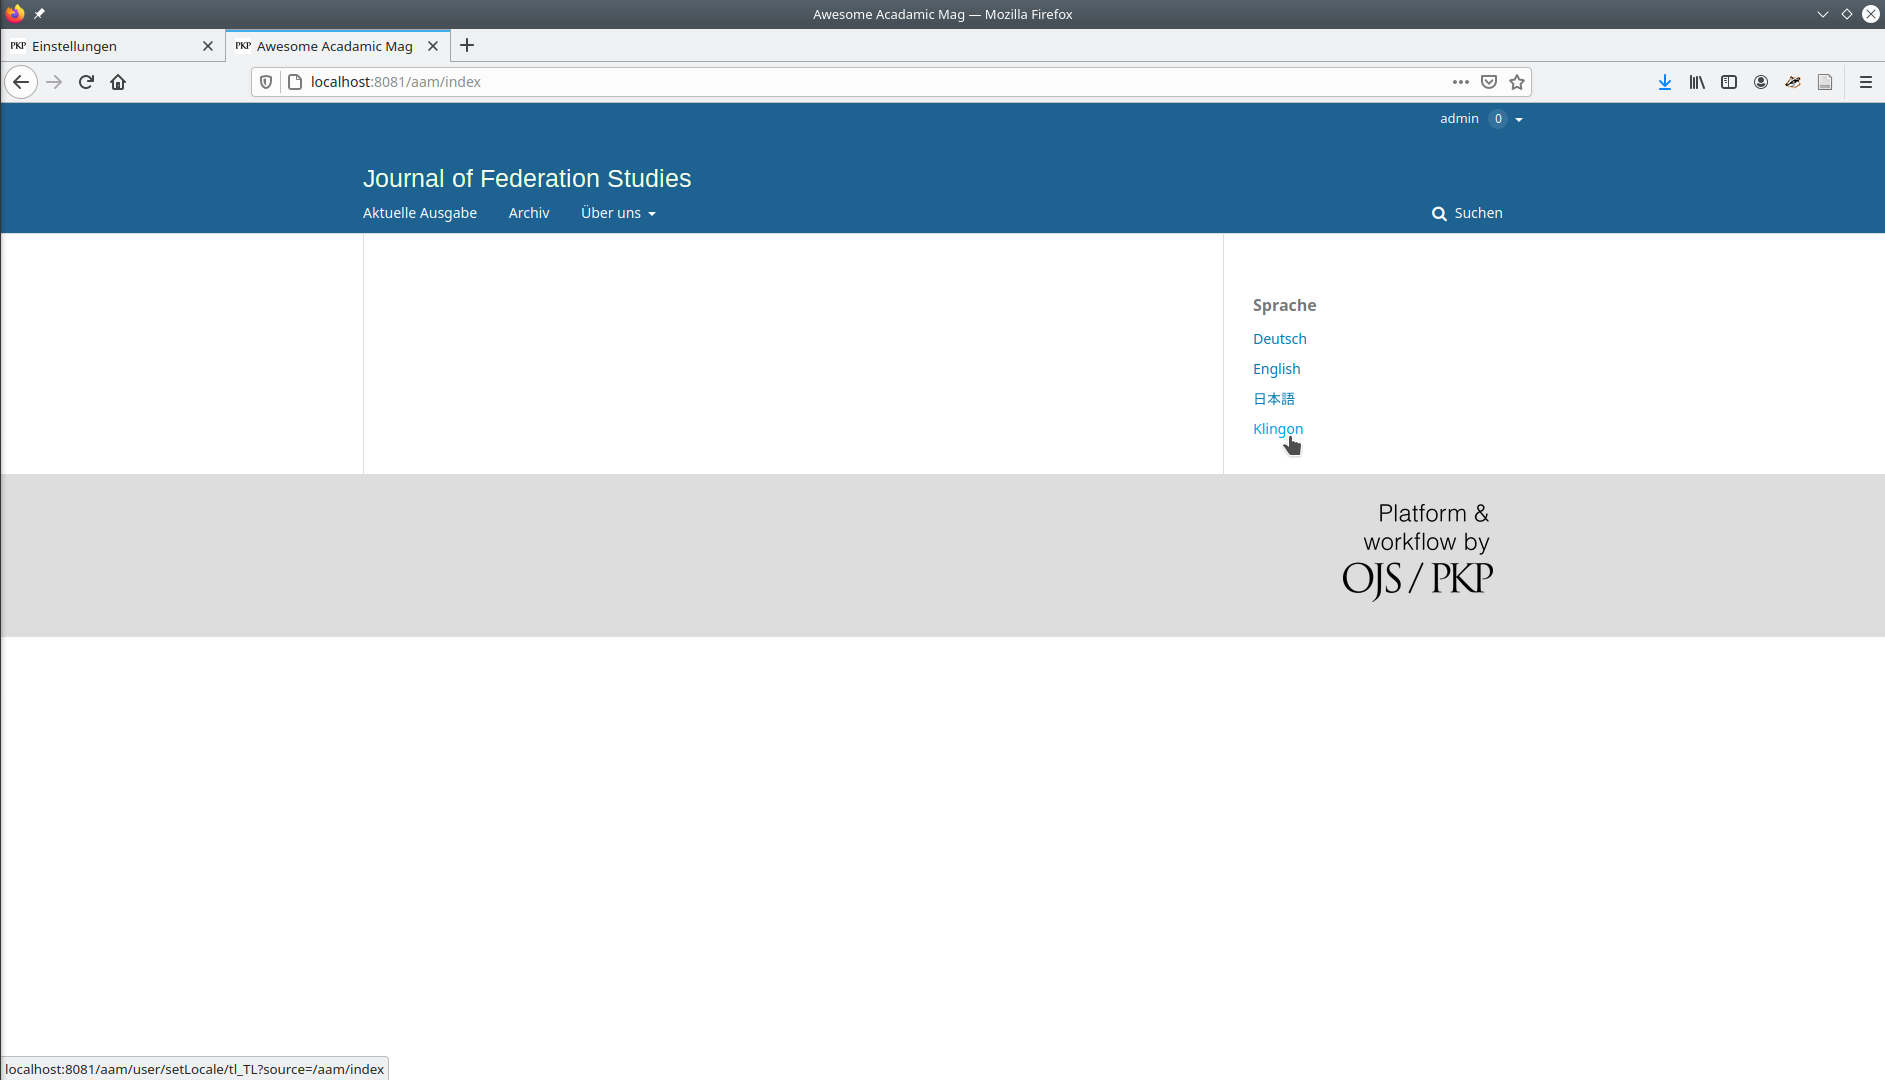 Awesome Acadamic Mag — Mozilla Firefox
PKP Einstellungen
PKP Awesome Acadamic Mag
localhost:8081/aam/index
admin 0
Journal of Federation Studies
Aktuelle Ausgabe Archiv Über uns
Suchen
Sprache
Deutsch
English
日本語
Klingon
Platform &
workflow by
OJS / PKP
localhost:8081/aam/user/setLocale/tl_TL?source=/aam/index